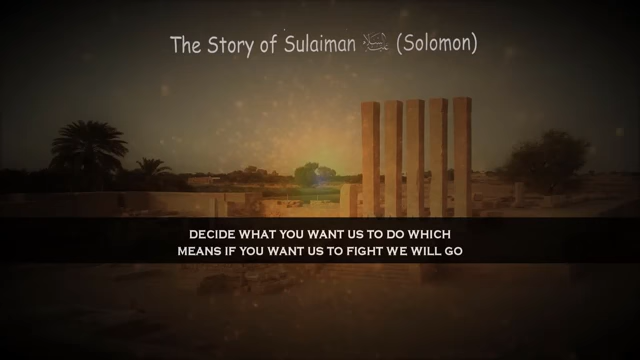 The Story of Sulaiman (Solomon)
DECIDE WHAT YOU WANT US TO DO WHICH
MEANS IF YOU WANT US TO FIGHT WE WILL GO